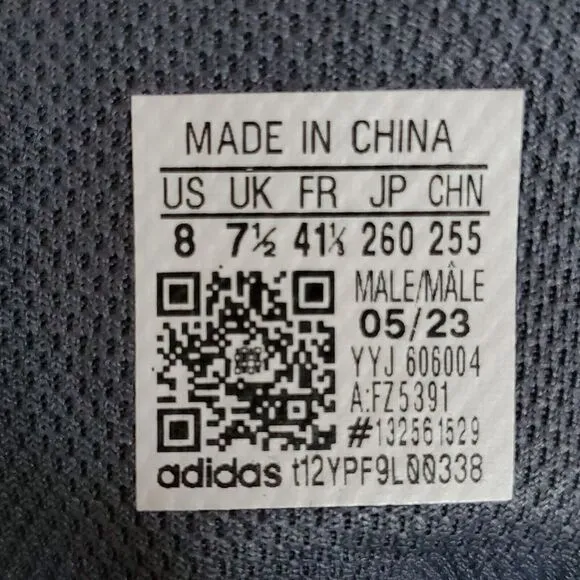 MADE IN CHINA
US UK FR JP CHN
8 7½ 41⅓ 260 255
MALE/MÂLE
05/23
YYJ 606004
A:FZ5391
#132561529
adidas t12YPF9L00338